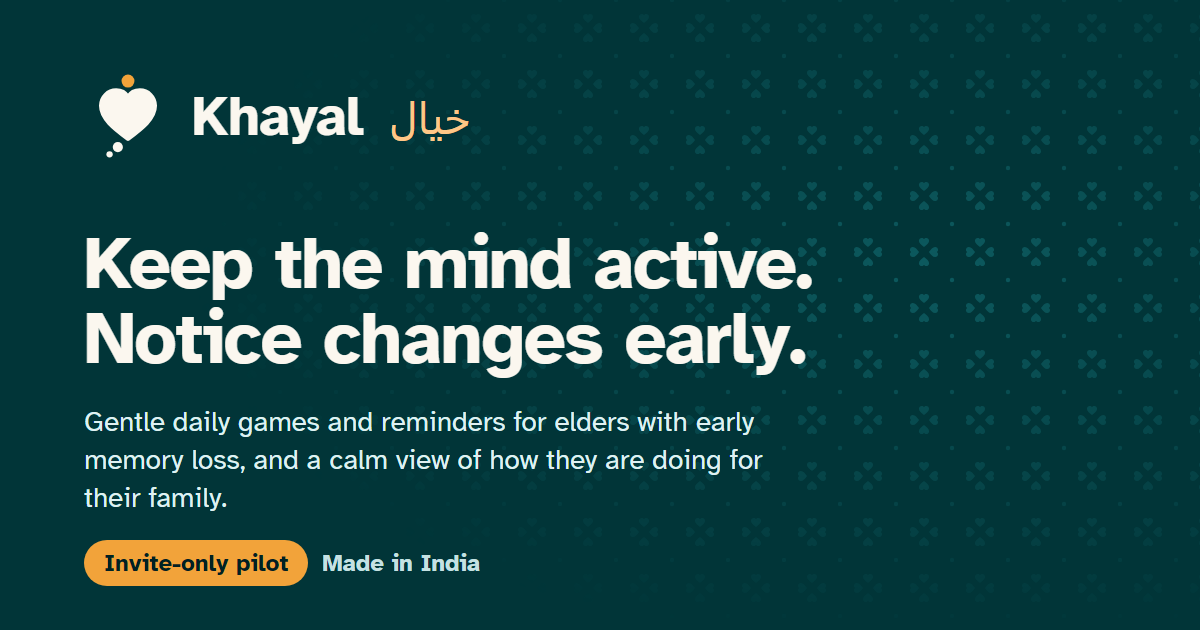 Khayal خیال
Keep the mind active.
Notice changes early.
Gentle daily games and reminders for elders with early
memory loss, and a calm view of how they are doing for
their family.
Invite-only pilot Made in India